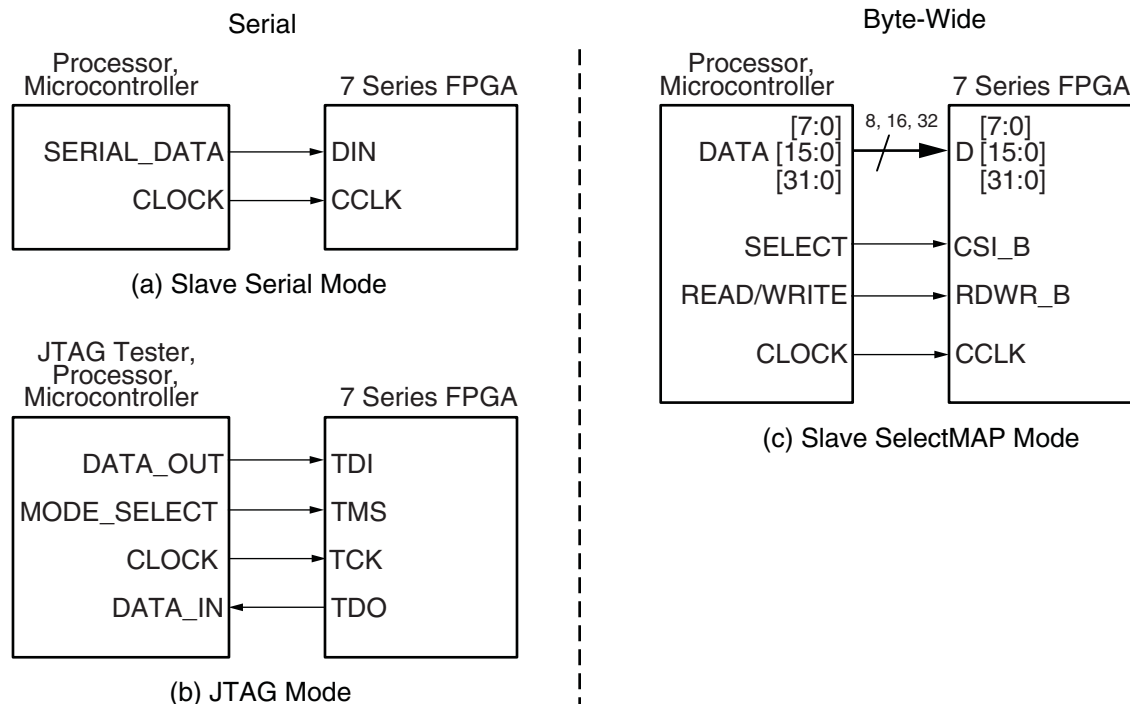 Serial
Processor,
Microcontroller
7 Series FPGA
SERIAL_DATA
DIN
CLOCK
CCLK
(a) Slave Serial Mode
JTAG Tester,
Processor,
Microcontroller
7 Series FPGA
DATA_OUT
TDI
MODE_SELECT
TMS
CLOCK
TCK
DATA_IN
TDO
(b) JTAG Mode
Byte-Wide
Processor,
Microcontroller
7 Series FPGA
[7:0]
DATA [15:0]
[31:0]
8, 16, 32
[7:0]
D [15:0]
[31:0]
SELECT
CSI_B
READ/WRITE
RDWR_B
CLOCK
CCLK
(c) Slave SelectMAP Mode